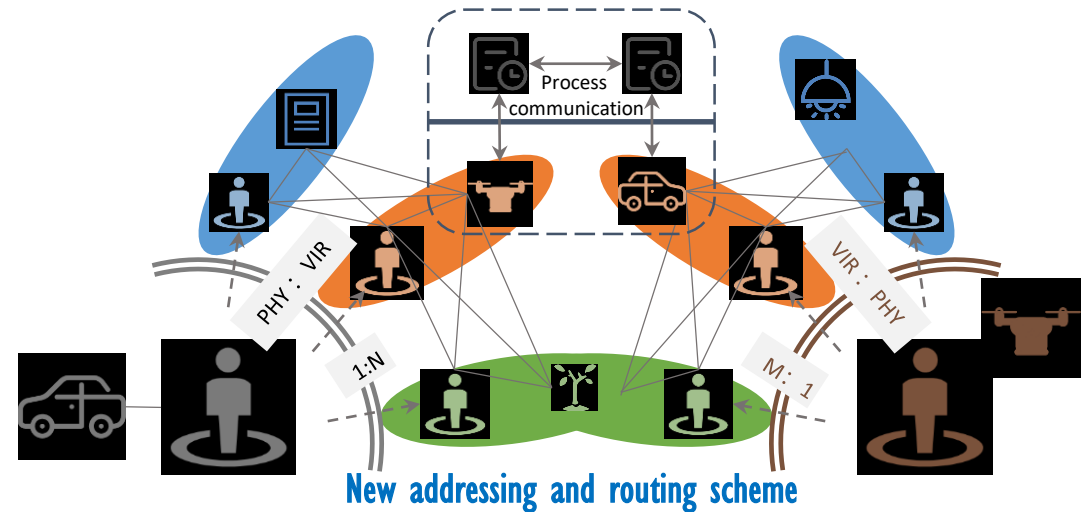 Process
communication
PHY: VIR
VIR: PHY
1:N
M: 1
New addressing and routing scheme